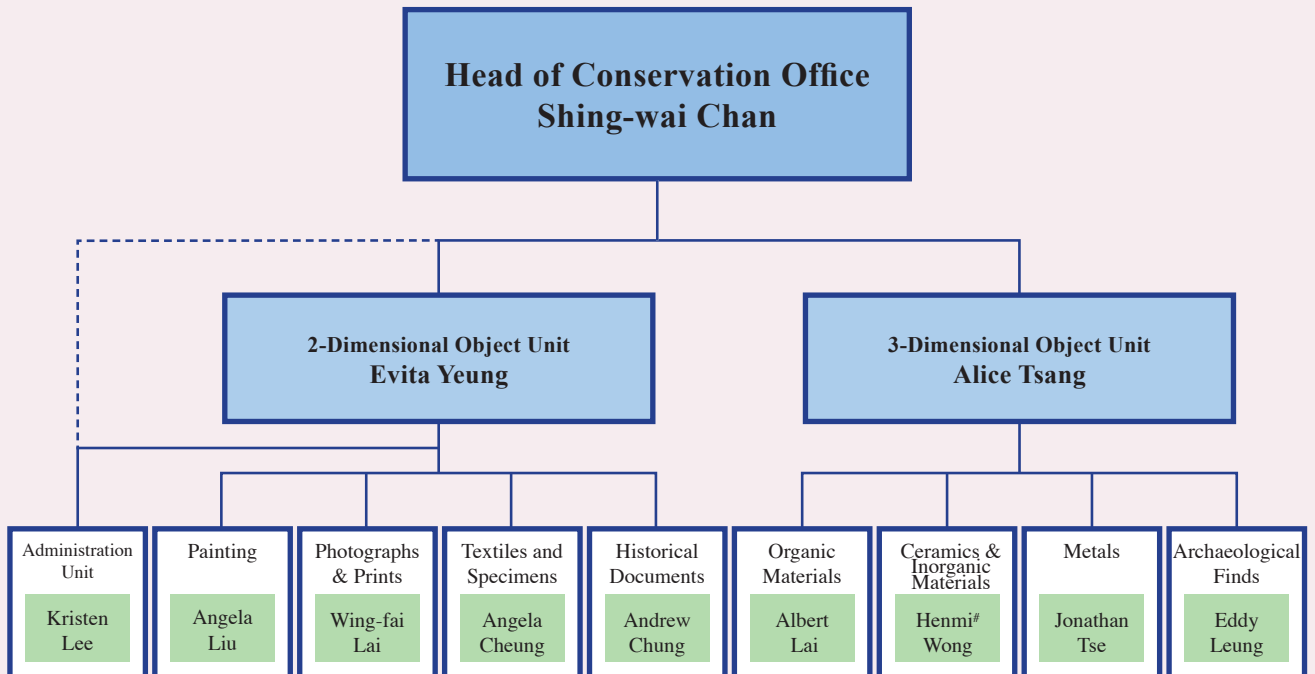 Head of Conservation Office
Shing-wai Chan
2-Dimensional Object Unit
Evita Yeung
3-Dimensional Object Unit
Alice Tsang
Administration
Unit
Kristen
Lee
Painting
Angela
Liu
Photographs
& Prints
Wing-fai
Lai
Textiles and
Specimens
Angela
Cheung
Historical
Documents
Andrew
Chung
Organic
Materials
Albert
Lai
Ceramics &
Inorganic
Materials
Henmi#
Wong
Metals
Jonathan
Tse
Archaeological
Finds
Eddy
Leung